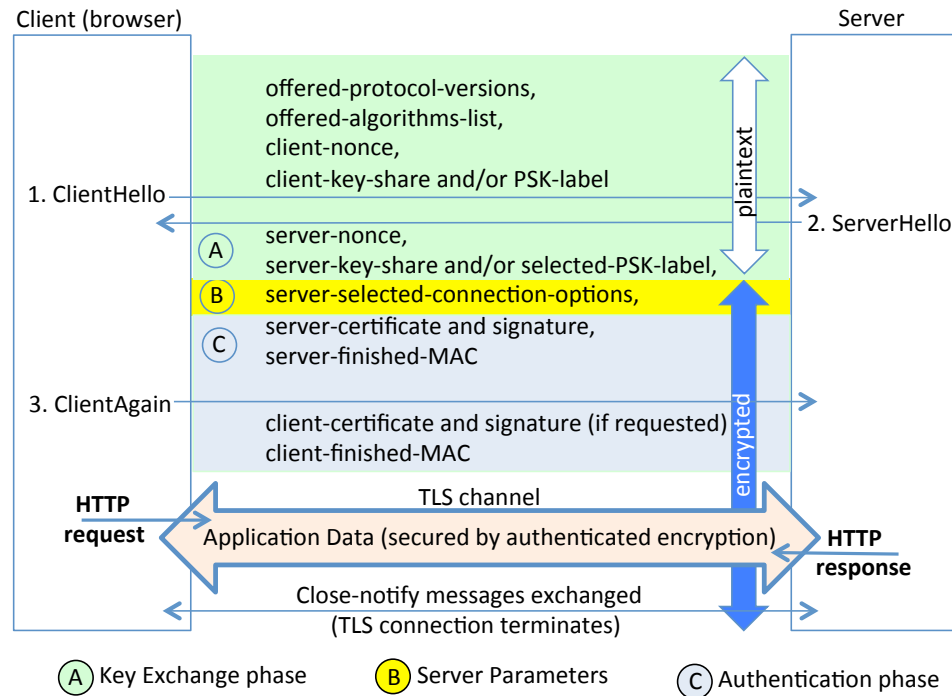 Client (browser)
Server
offered-protocol-versions,
offered-algorithms-list,
client-nonce,
client-key-share and/or PSK-label
plaintext
1. ClientHello
2. ServerHello
A
server-nonce,
server-key-share and/or selected-PSK-label,
B
server-selected-connection-options,
C
server-certificate and signature,
server-finished-MAC
3. ClientAgain
client-certificate and signature (if requested)
client-finished-MAC
encrypted
TLS channel
HTTP
request
Application Data (secured by authenticated encryption)
HTTP
response
Close-notify messages exchanged
(TLS connection terminates)
A Key Exchange phase
B Server Parameters
C Authentication phase